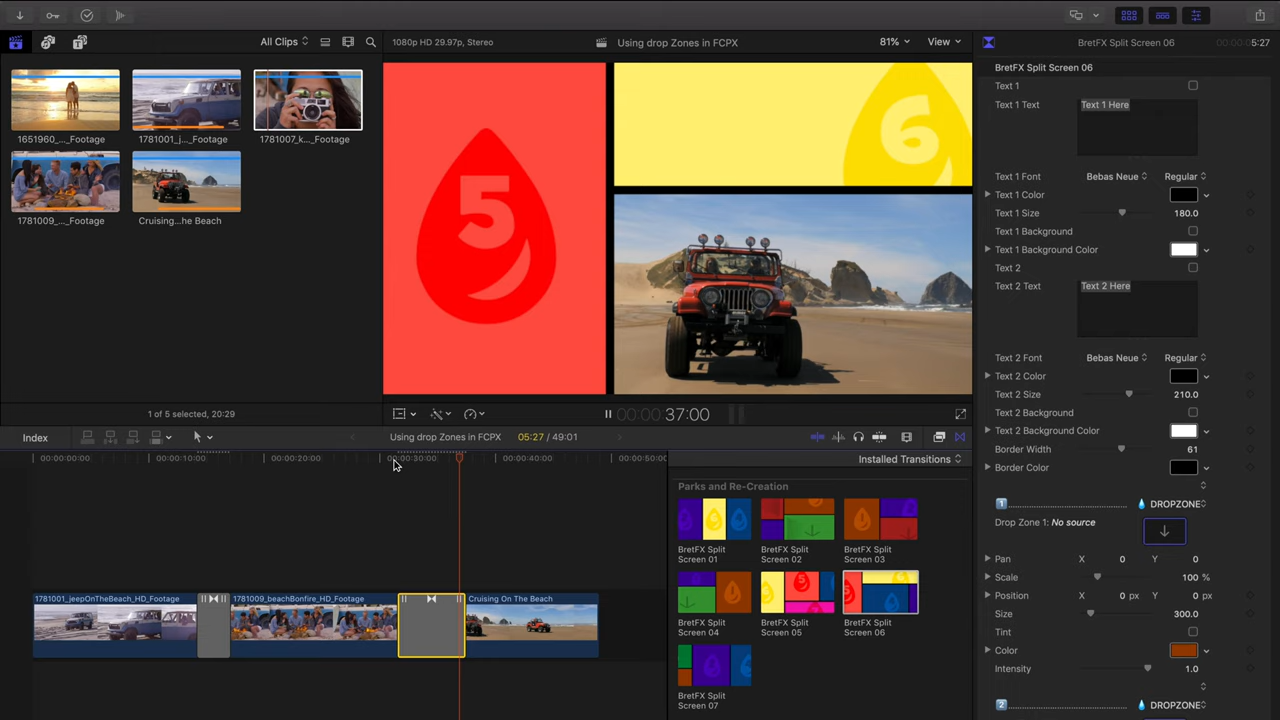 All Clips
1080p HD 29.97p, Stereo
Using drop Zones in FCPX
81%
View
BretFX Split Screen 06
00:00:05:27
1651960_..._Footage
1781001_j..._Footage
1781007_k..._Footage
1781009_..._Footage
Cruising...he Beach
1 of 5 selected, 20:29
5
6
00:00:37:00
BretFX Split Screen 06
Text 1
Text 1 Text
Text 1 Here
Text 1 Font
Bebas Neue
Regular
Text 1 Color
Text 1 Size
180.0
Text 1 Background
Text 1 Background Color
Text 2
Text 2 Text
Text 2 Here
Text 2 Font
Bebas Neue
Regular
Text 2 Color
Text 2 Size
210.0
Text 2 Background
Text 2 Background Color
Border Width
61
Border Color
1
DROPZONE
Drop Zone 1: No source
Pan
X 0 Y 0
Scale
100 %
Position
X 0 px Y 0 px
Size
300.0
Tint
Color
Intensity
1.0
2
DROPZONE
Index
Using drop Zones in FCPX
05:27 / 49:01
00:00:00:00
00:00:10:00
00:00:20:00
00:00:30:00
00:00:40:00
00:00:50:00
1781001_jeepOnTheBeach_HD_Footage
1781009_beachBonfire_HD_Footage
Cruising On The Beach
Installed Transitions
Parks and Re-Creation
BretFX Split
Screen 01
BretFX Split
Screen 02
BretFX Split
Screen 03
BretFX Split
Screen 04
BretFX Split
Screen 05
BretFX Split
Screen 06
BretFX Split
Screen 07